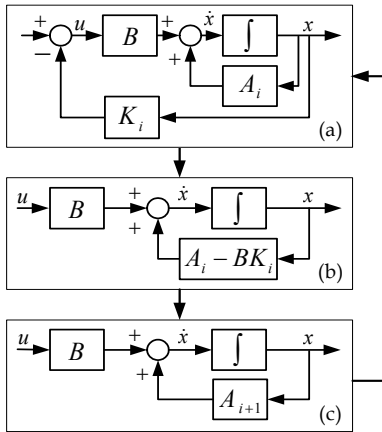 + u B + ẋ ∫ x
− +
A_i
K_i
(a)
u B + ẋ ∫ x
+
A_i − BK_i
(b)
u B + ẋ ∫ x
+
A_{i+1}
(c)